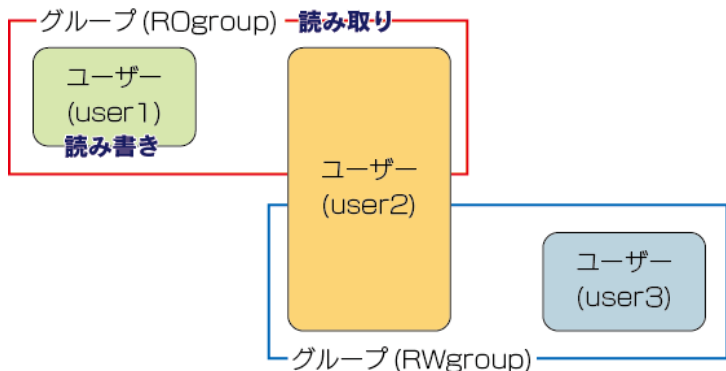 グループ(ROgroup) 読み取り
ユーザー
(user1)
読み書き
ユーザー
(user2)
ユーザー
(user3)
グループ(RWgroup)